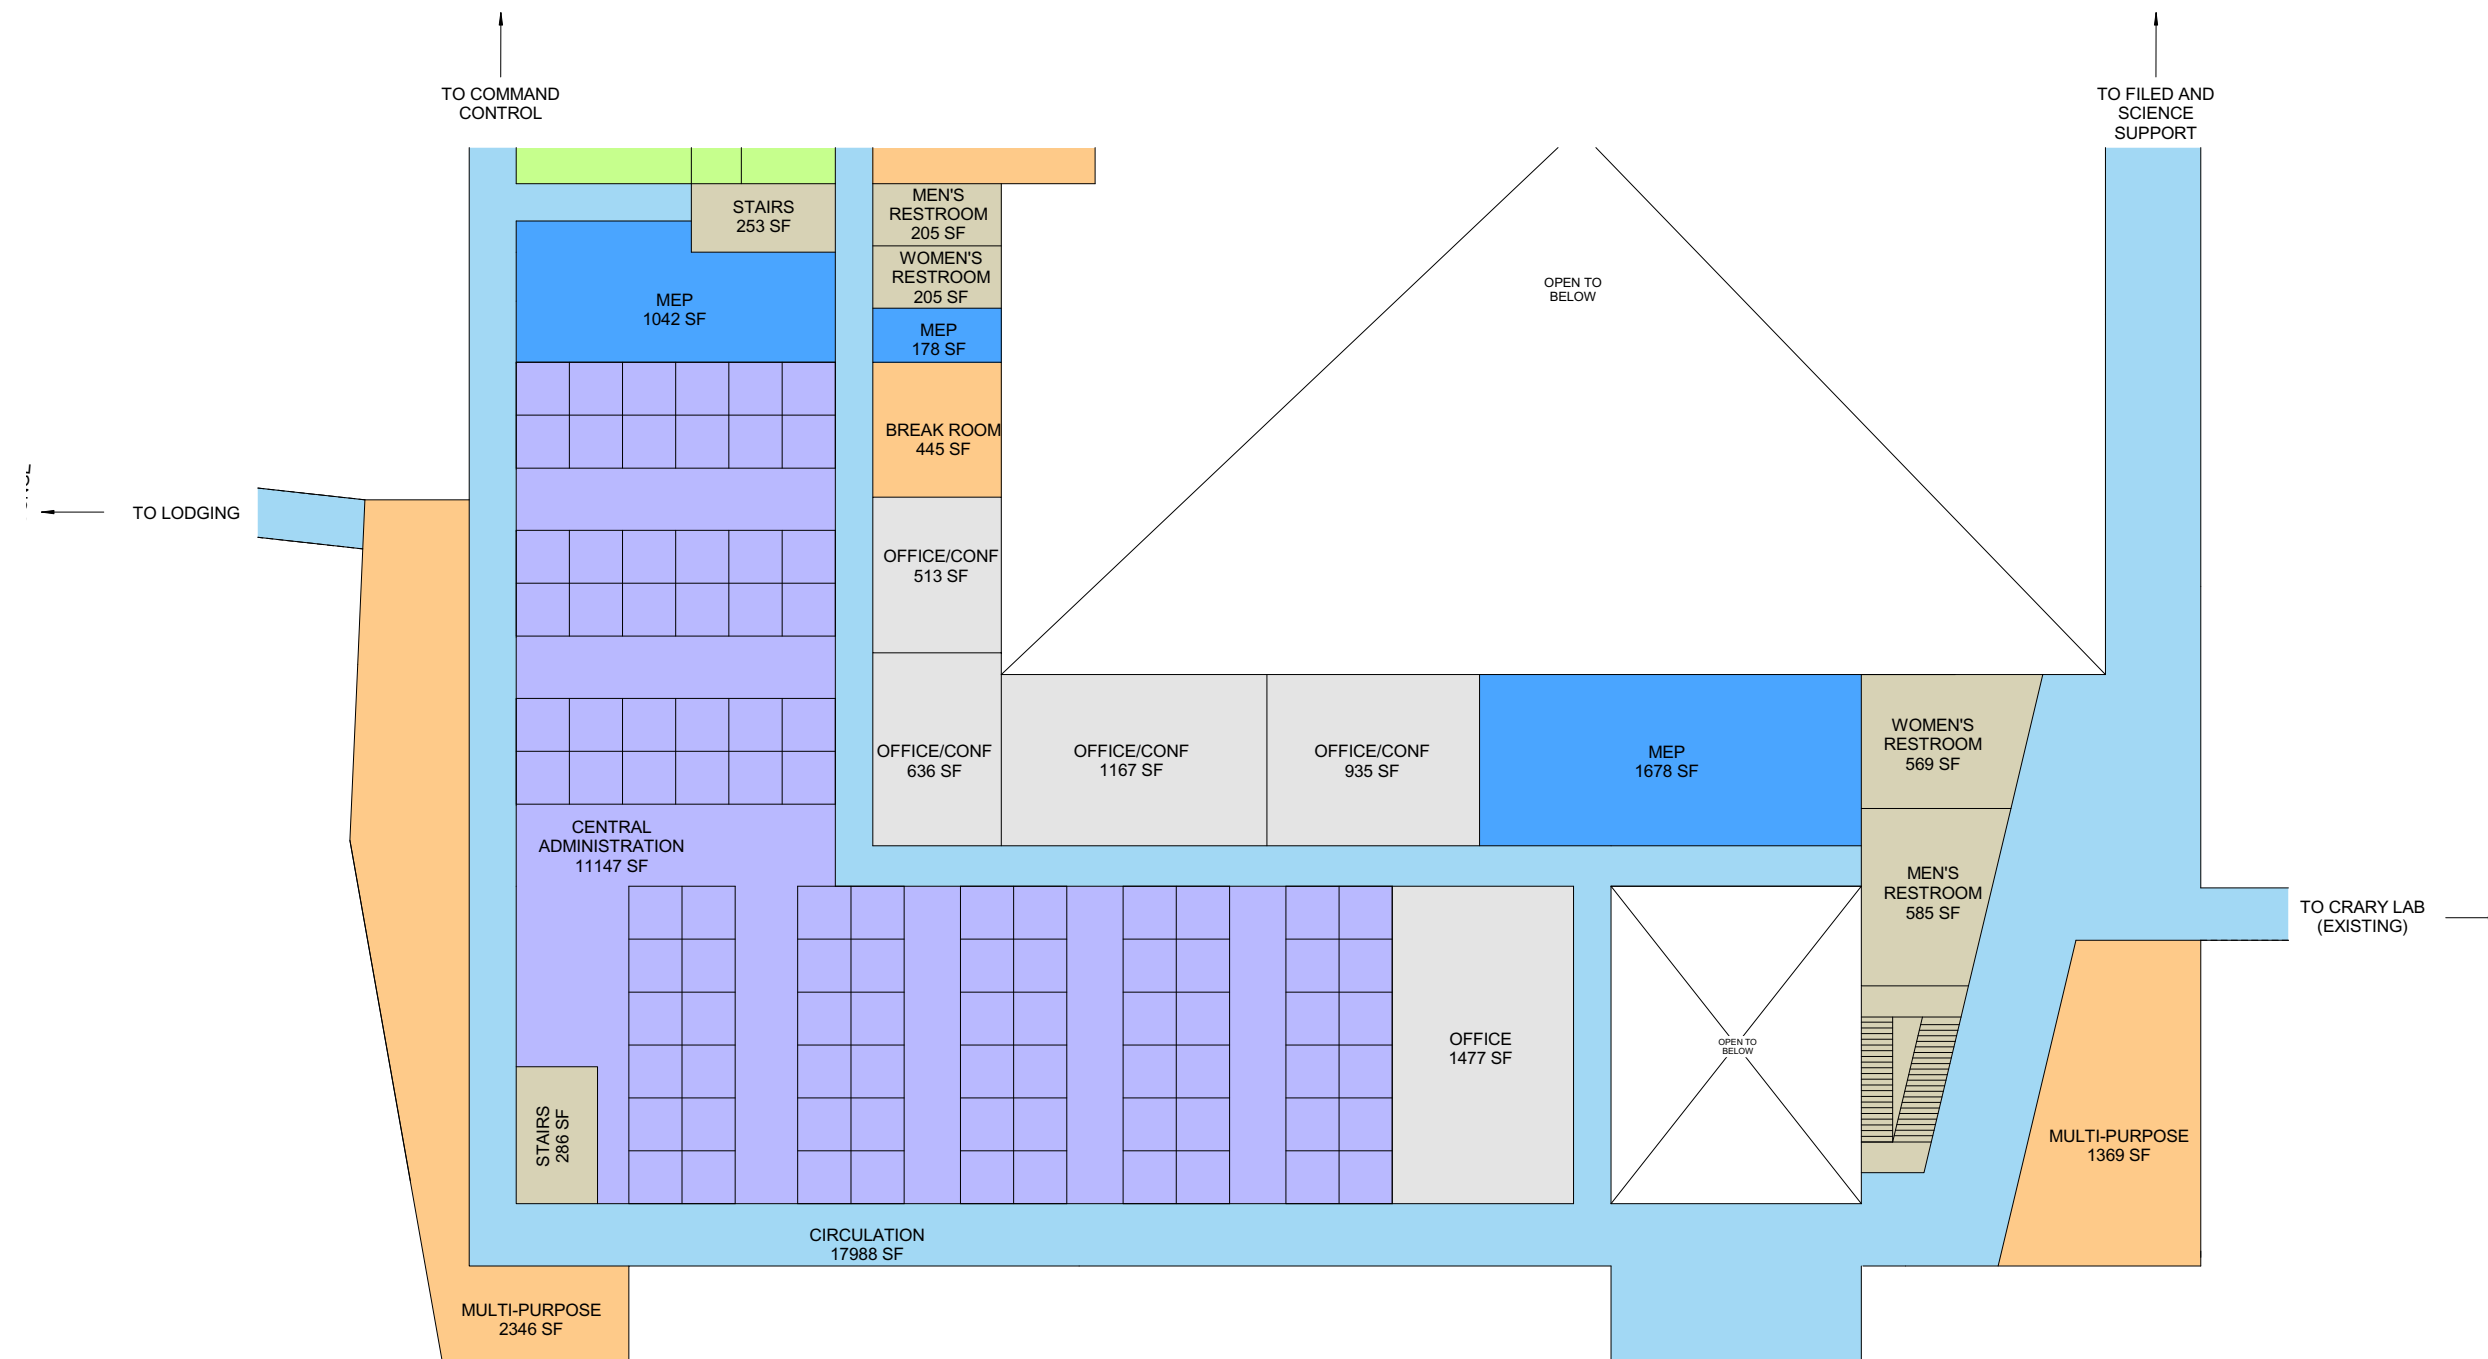 TO COMMAND
CONTROL
TO FILED AND
SCIENCE
SUPPORT
STAIRS
253 SF
MEN'S
RESTROOM
205 SF
WOMEN'S
RESTROOM
205 SF
OPEN TO
BELOW
MEP
1042 SF
MEP
178 SF
BREAK ROOM
445 SF
TO LODGING
OFFICE/CONF
513 SF
OFFICE/CONF
636 SF
OFFICE/CONF
1167 SF
OFFICE/CONF
935 SF
MEP
1678 SF
WOMEN'S
RESTROOM
569 SF
CENTRAL
ADMINISTRATION
11147 SF
MEN'S
RESTROOM
585 SF
TO CRARY LAB
(EXISTING)
OFFICE
1477 SF
OPEN TO
BELOW
STAIRS
286 SF
MULTI-PURPOSE
1369 SF
CIRCULATION
17988 SF
MULTI-PURPOSE
2346 SF